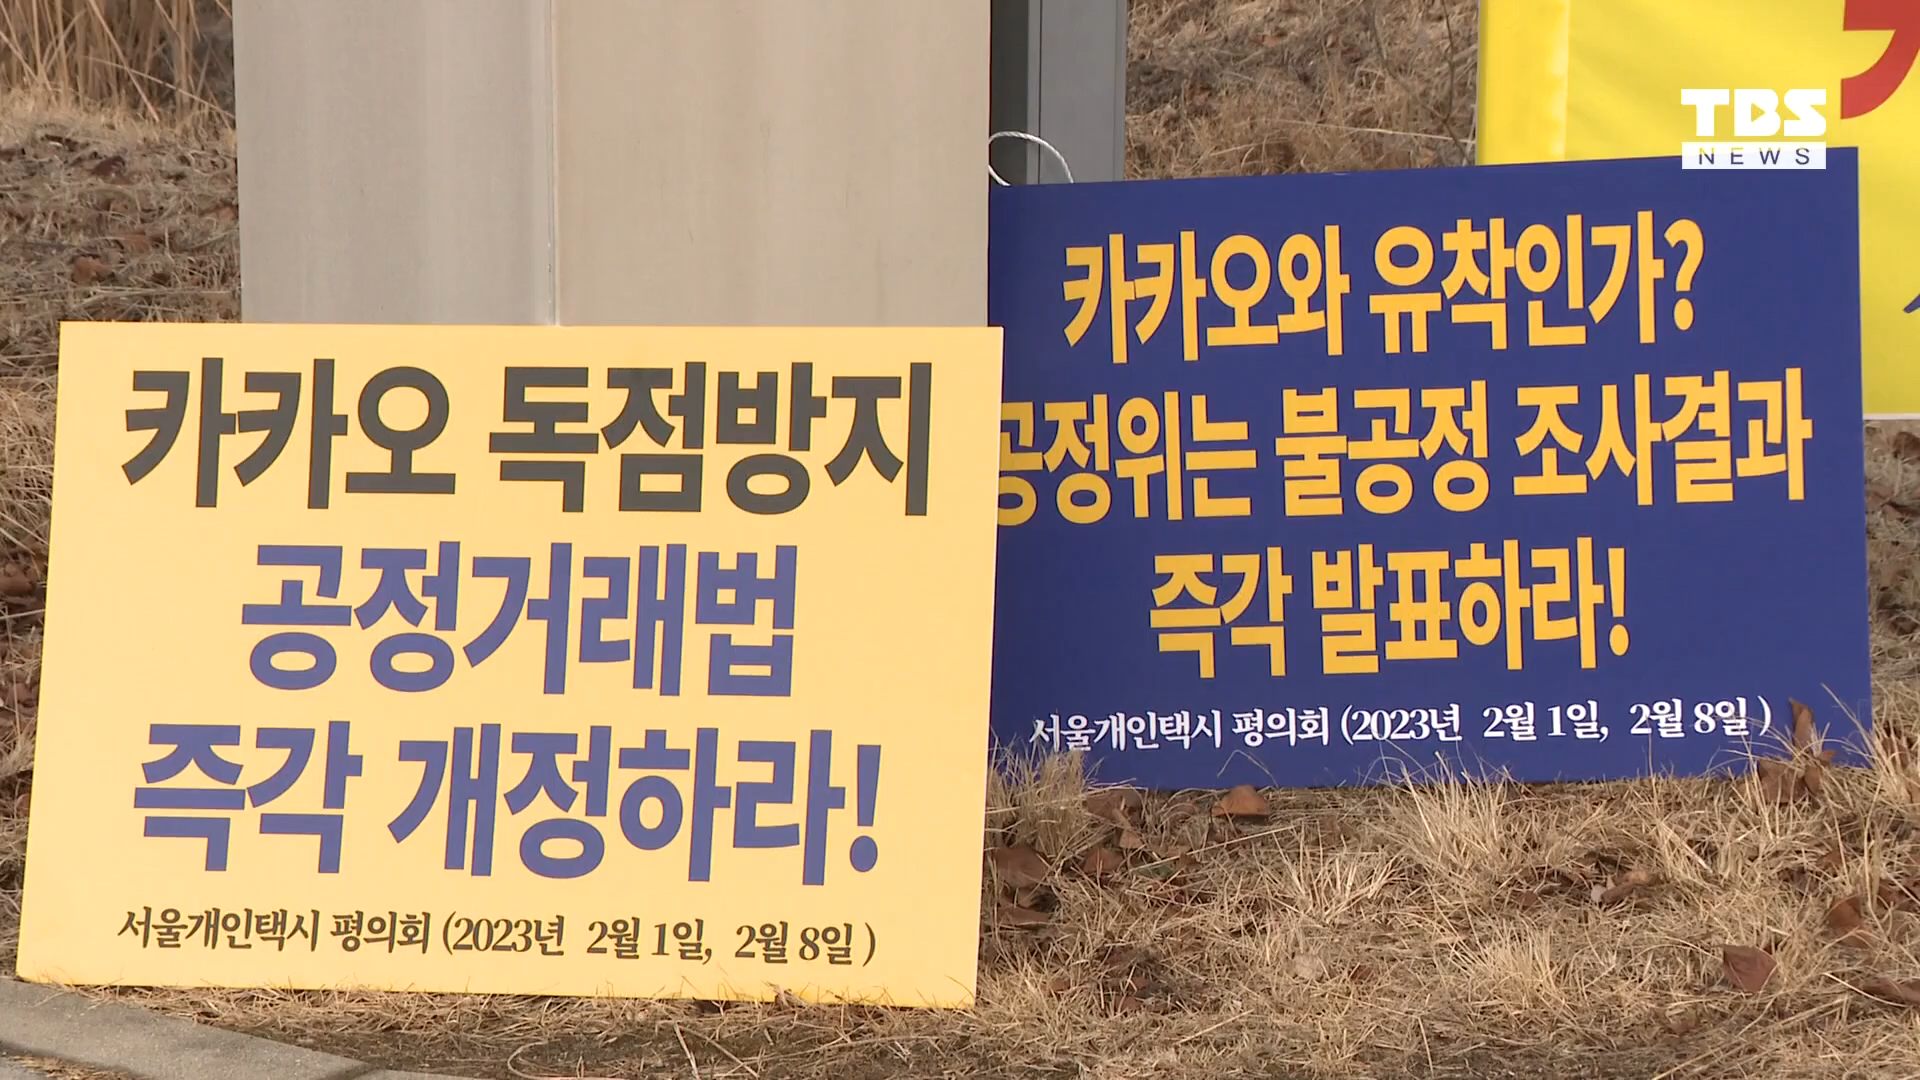 TBS
NEWS
카카오 독점방지
공정거래법
즉각 개정하라!
서울개인택시 평의회 (2023년 2월 1일, 2월 8일 )
카카오와 유착인가?
공정위는 불공정 조사결과
즉각 발표하라!
서울개인택시 평의회 (2023년 2월 1일, 2월 8일 )